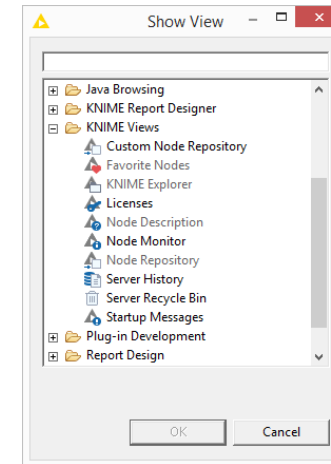 Show View
Java Browsing
KNIME Report Designer
KNIME Views
Custom Node Repository
Favorite Nodes
KNIME Explorer
Licenses
Node Description
Node Monitor
Node Repository
Server History
Server Recycle Bin
Startup Messages
Plug-in Development
Report Design
OK
Cancel